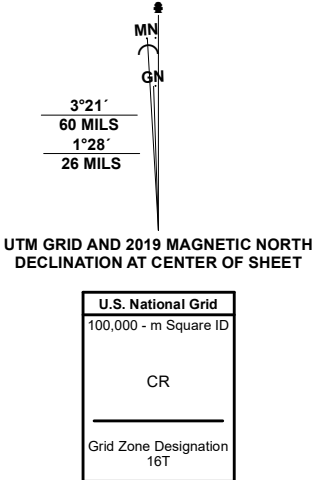 MN
GN
3°21´
60 MILS
1°28´
26 MILS
UTM GRID AND 2019 MAGNETIC NORTH
DECLINATION AT CENTER OF SHEET
U.S. National Grid
100,000 - m Square ID
CR
Grid Zone Designation
16T